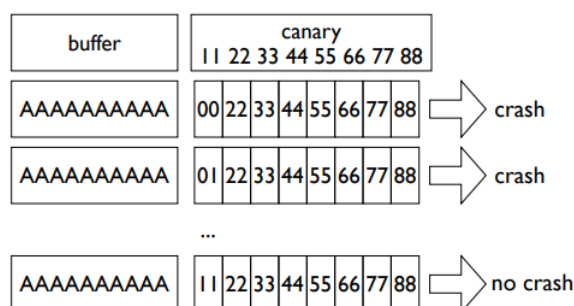 buffer
canary
11 22 33 44 55 66 77 88
AAAAAAAAAA 00 22 33 44 55 66 77 88 crash
AAAAAAAAAA 01 22 33 44 55 66 77 88 crash
...
AAAAAAAAAA 11 22 33 44 55 66 77 88 no crash